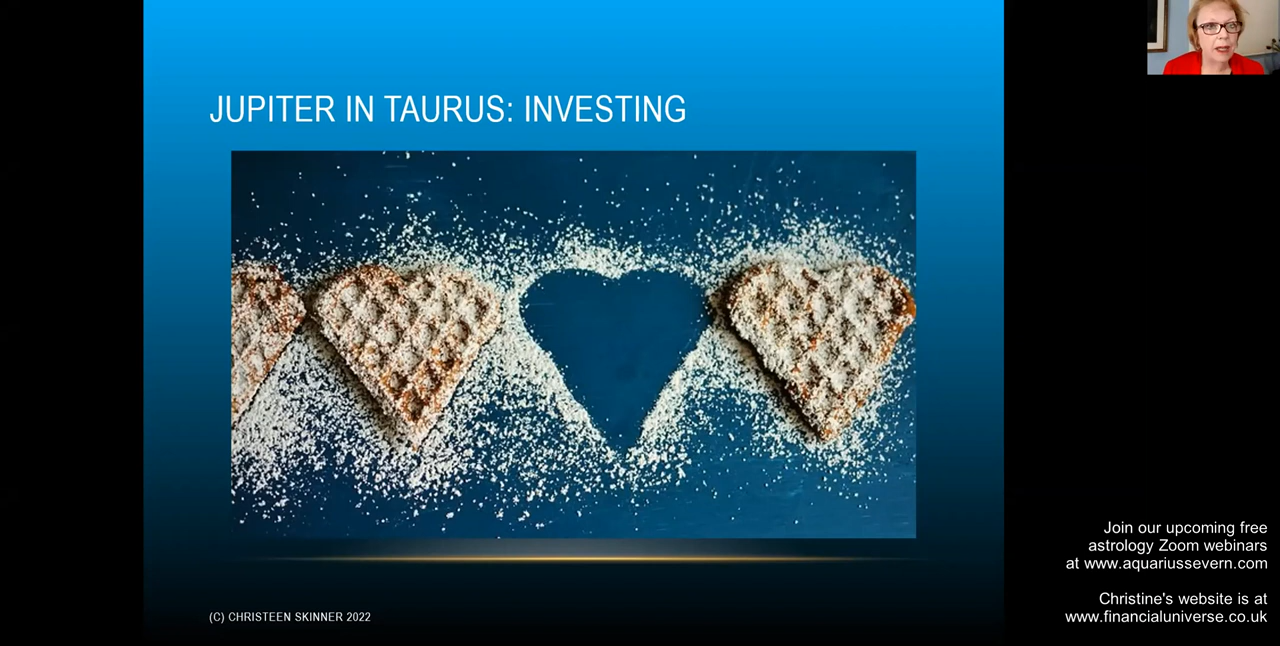 JUPITER IN TAURUS: INVESTING
(C) CHRISTEEN SKINNER 2022
Join our upcoming free
astrology Zoom webinars
at www.aquariussevern.com
Christine's website is at
www.financialuniverse.co.uk